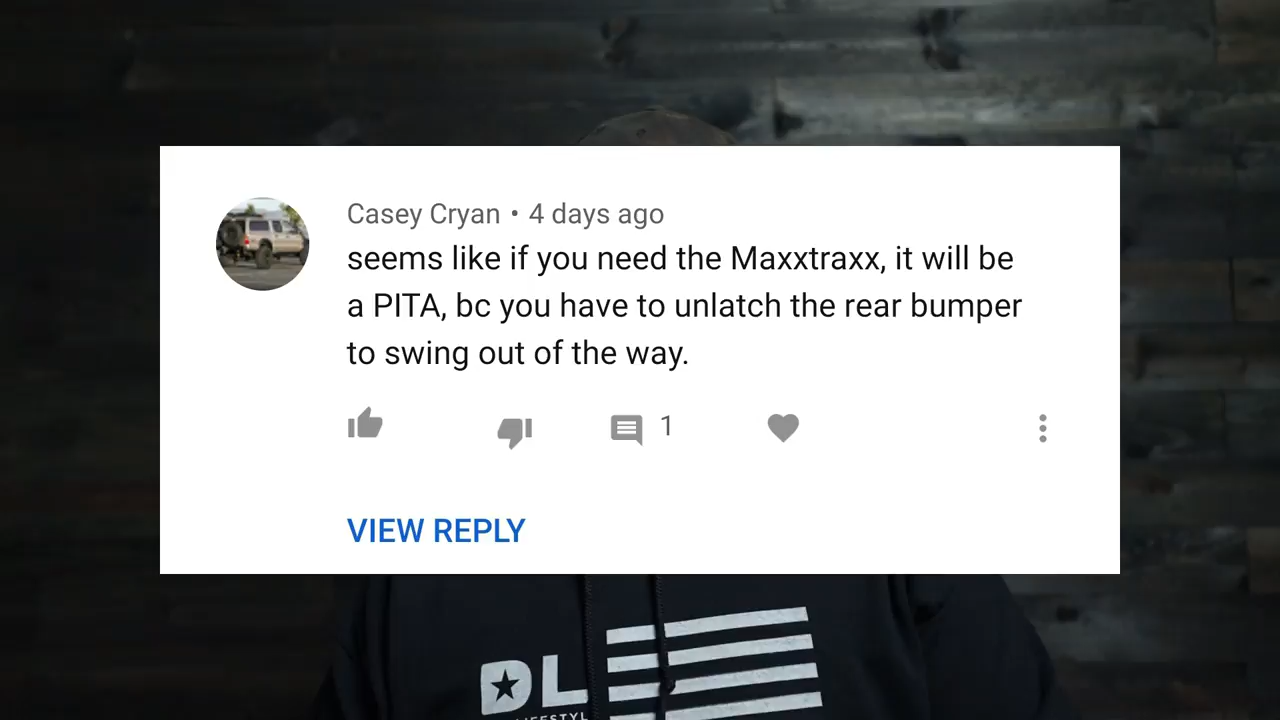 Casey Cryan • 4 days ago
seems like if you need the Maxxtraxx, it will be
a PITA, bc you have to unlatch the rear bumper
to swing out of the way.
1
VIEW REPLY
DL